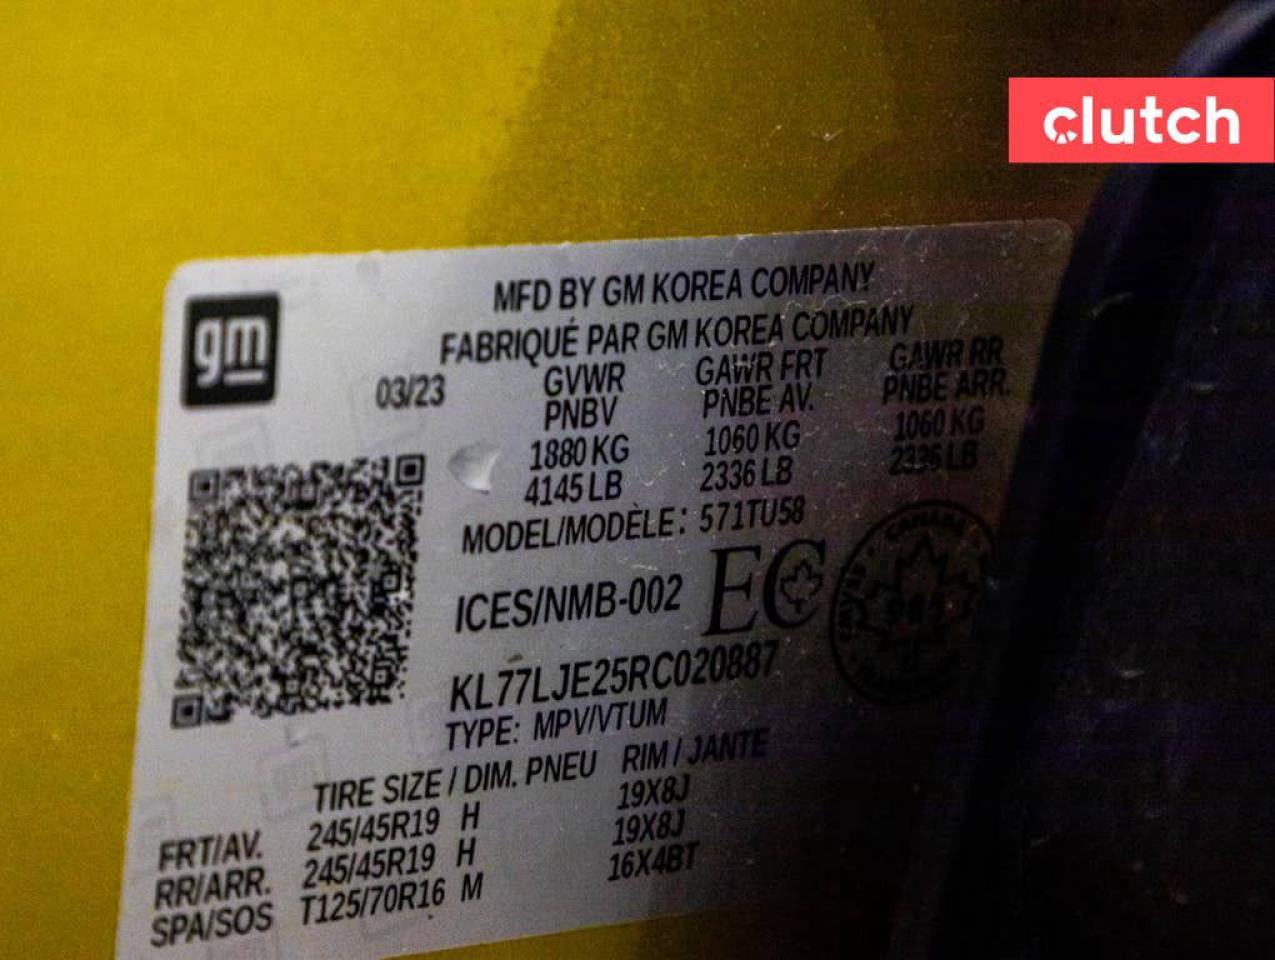 clutch
gm
MFD BY GM KOREA COMPANY
FABRIQUÉ PAR GM KOREA COMPANY
03/23 GVWR GAWR FRT GAWR RR
PNBV PNBE AV. PNBE ARR.
1880 KG 1060 KG 1060 KG
4145 LB 2336 LB 2336 LB
MODEL/MODÈLE: 571TU58
ICES/NMB-002 EC
CANADA
KL77LJE25RC020887
TYPE: MPV/VTUM
TIRE SIZE / DIM. PNEU RIM / JANTE
FRT/AV. 245/45R19 H 19X8J
RR/ARR. 245/45R19 H 19X8J
SPA/SOS T125/70R16 M 16X4BT